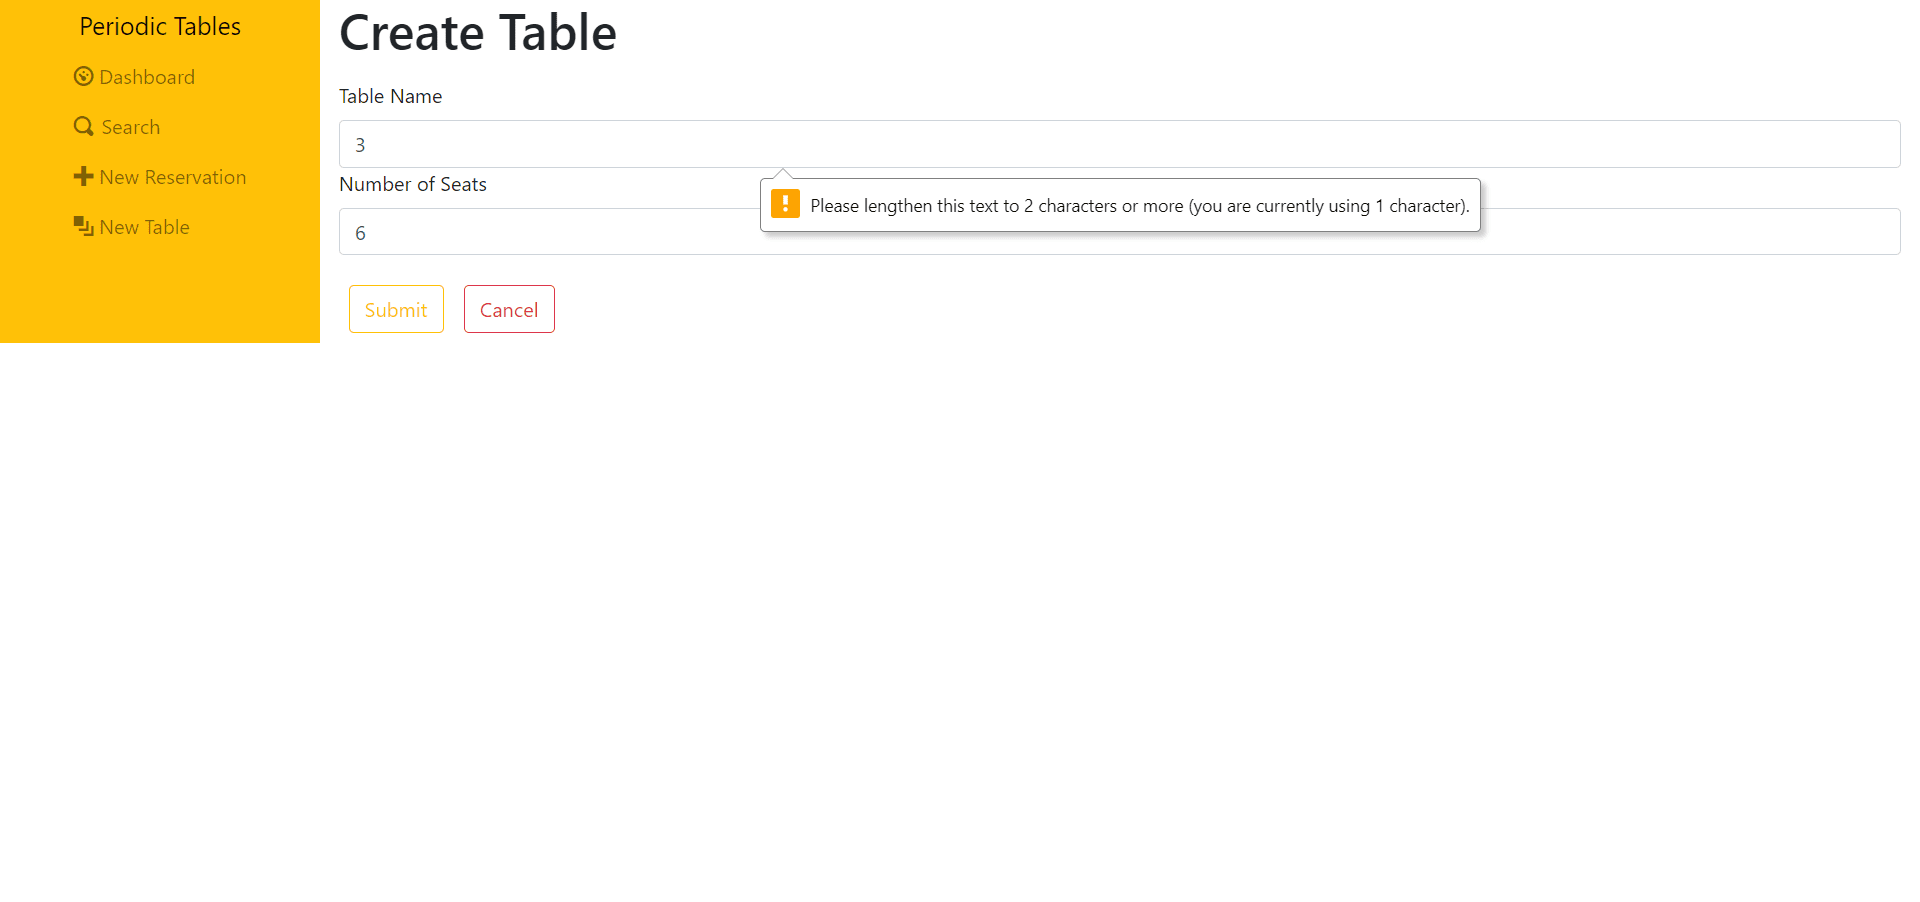 Periodic Tables
Dashboard
Search
New Reservation
New Table
Create Table
Table Name
3
Number of Seats
Please lengthen this text to 2 characters or more (you are currently using 1 character).
6
Submit
Cancel